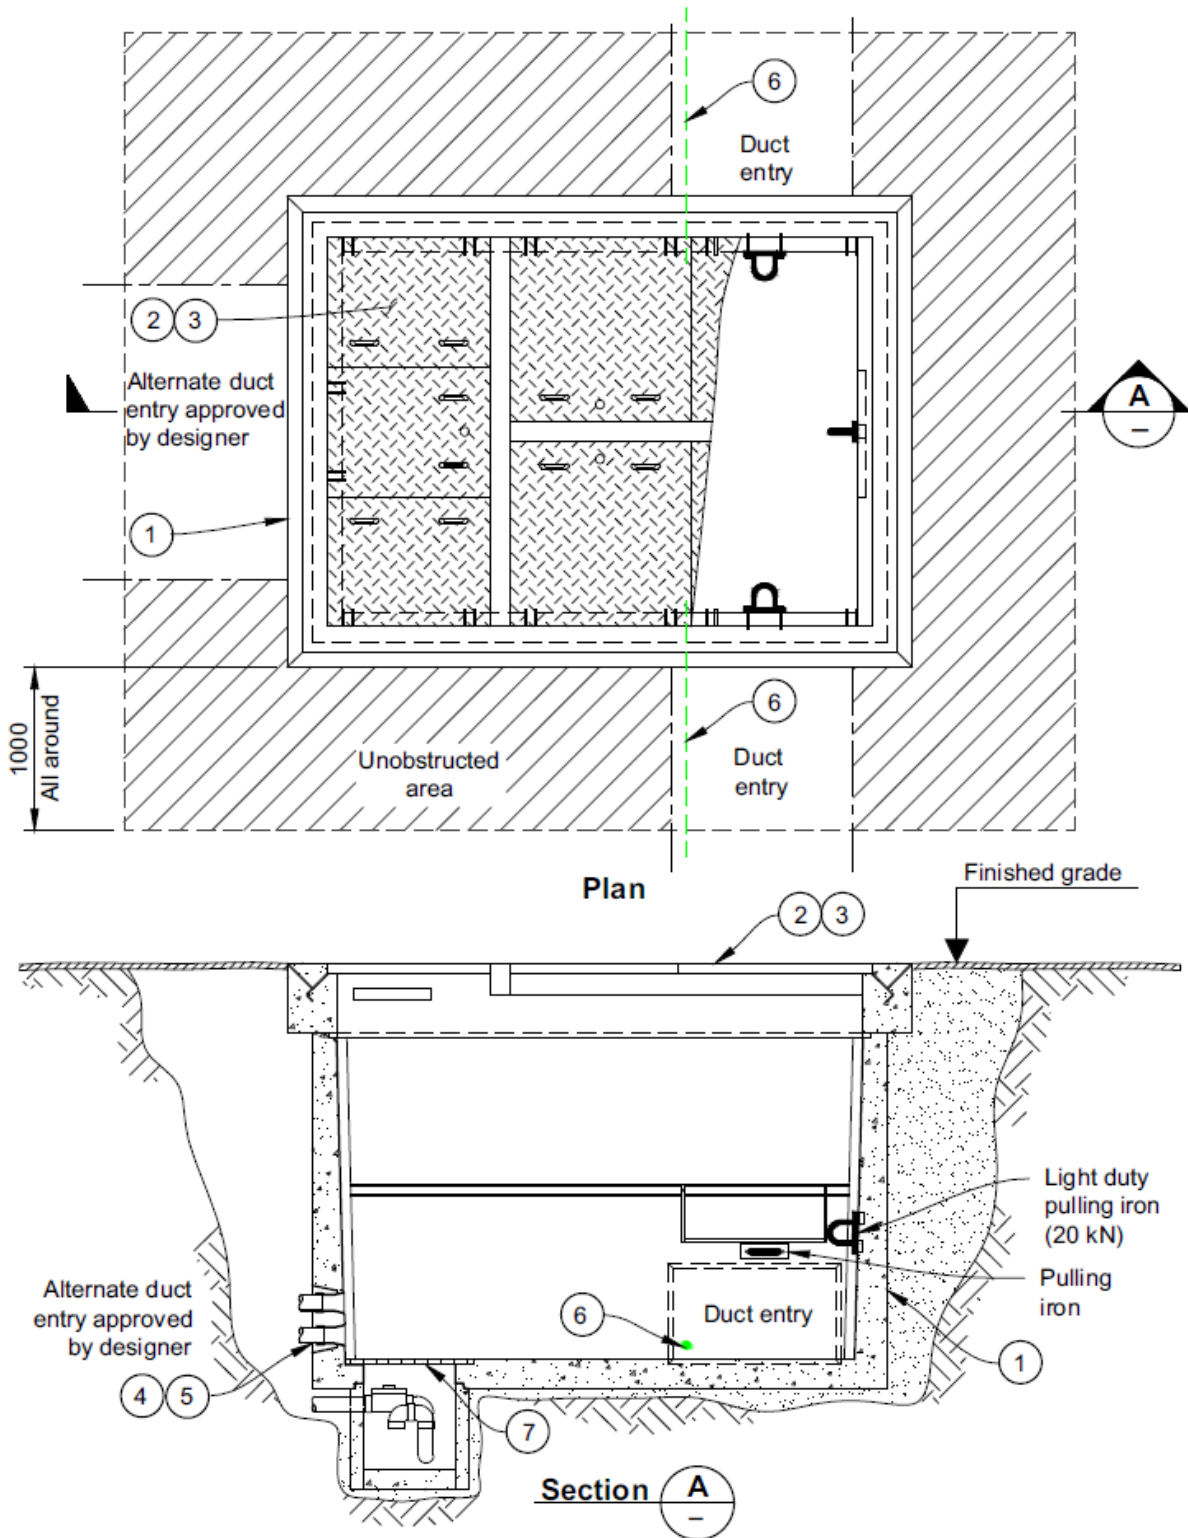 6
Duct
entry
2 3
Alternate duct
entry approved
by designer
A
–
1
1000
All around
6
Unobstructed
area
Duct
entry
Plan
Finished grade
2 3
Light duty
pulling iron
(20 kN)
Pulling
iron
Alternate duct
entry approved
by designer
6
Duct entry
1
4 5
7
Section A
–